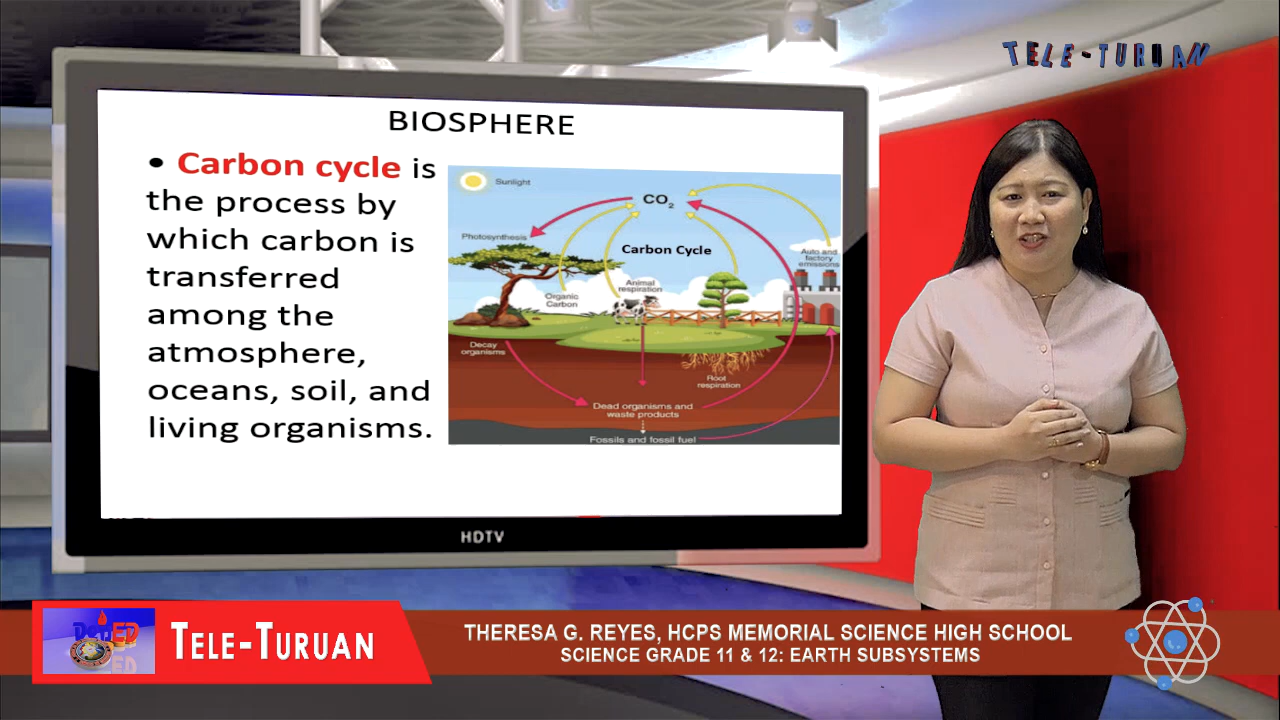 TELE-TURUAN
BIOSPHERE
• Carbon cycle is
the process by
which carbon is
transferred
among the
atmosphere,
oceans, soil, and
living organisms.
Sunlight
CO₂
Photosynthesis
Carbon Cycle
Auto and
factory
emissions
Animal
respiration
Organic
Carbon
Decay
organisms
Root
respiration
Dead organisms and
waste products
Fossils and fossil fuel
HDTV
DepED
TELE-TURUAN
THERESA G. REYES, HCPS MEMORIAL SCIENCE HIGH SCHOOL
SCIENCE GRADE 11 & 12: EARTH SUBSYSTEMS